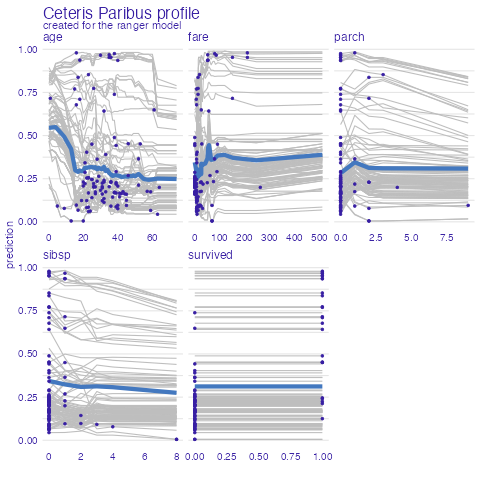 Ceteris Paribus profile
created for the ranger model
age fare parch
1.00
0.75
0.50
0.25
0.00
0 20 40 60 0 100 200 300 400 500 0.0 2.5 5.0 7.5
prediction
sibsp survived
1.00
0.75
0.50
0.25
0.00
0 2 4 6 8 0.00 0.25 0.50 0.75 1.00